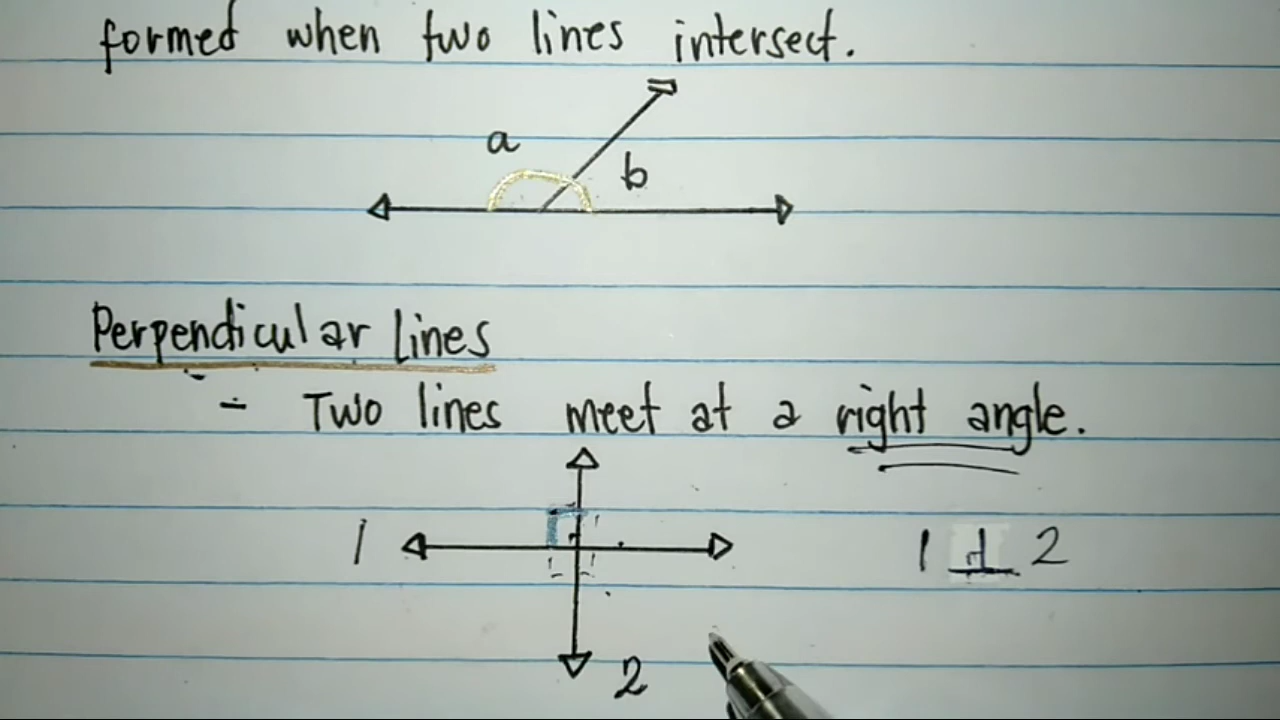 formed when two lines intersect.
a
b
Perpendicular Lines
- Two lines meet at a right angle.
1
1 ⊥ 2
2